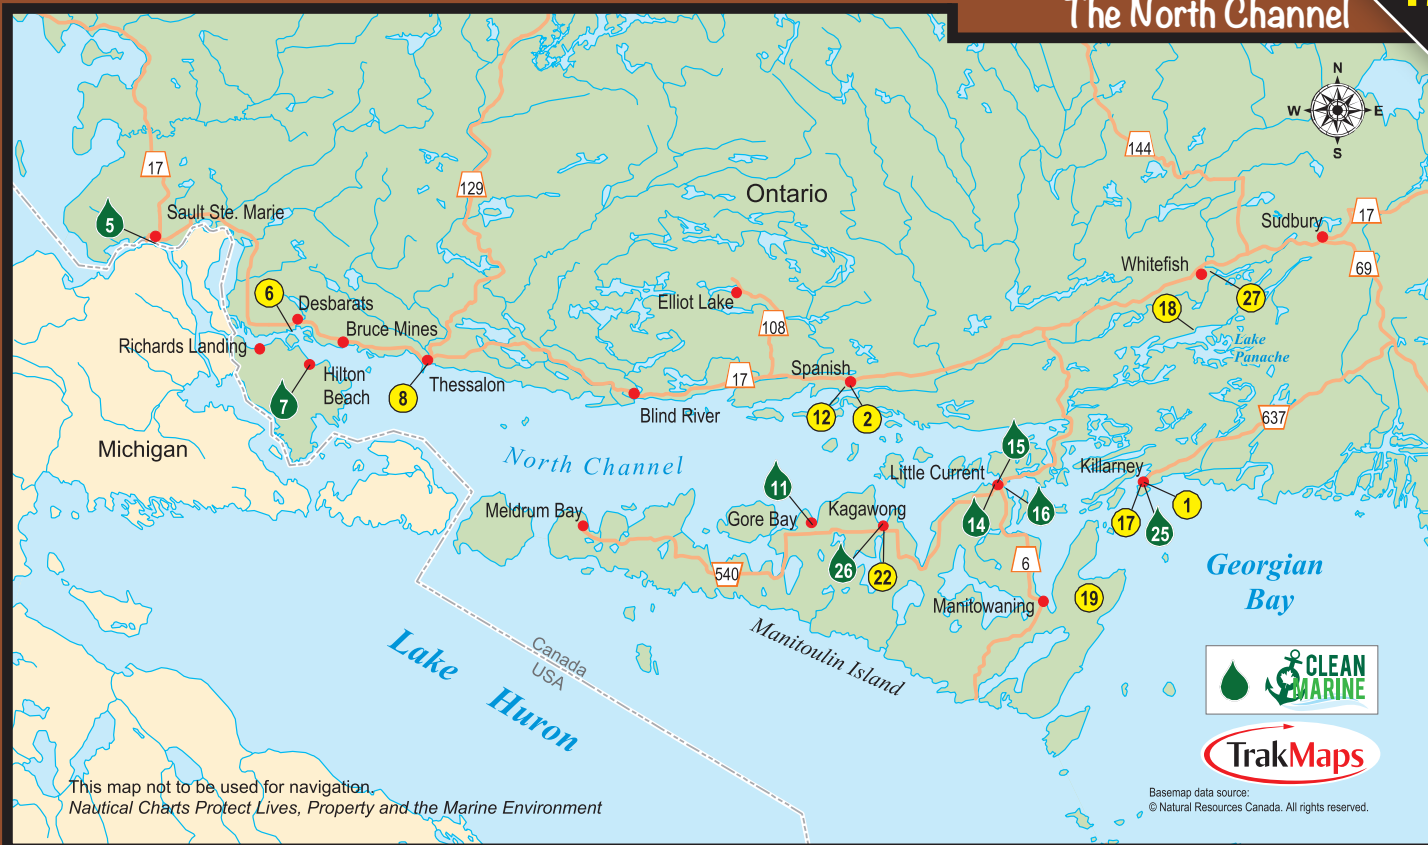 The North Channel
N
W
E
S
17
129
144
Ontario
5
Sault Ste. Marie
Sudbury
17
69
Whitefish
27
18
Lake
Panache
6
Desbarats
Bruce Mines
Richards Landing
Hilton
Beach
7
8
Thessalon
Elliot Lake
108
17
Spanish
12
2
Blind River
637
Michigan
North Channel
15
Little Current
Killarney
11
Meldrum Bay
Gore Bay
Kagawong
14
16
17
25
1
26
22
540
6
Manitowaning
19
Georgian
Bay
Manitoulin Island
Canada
USA
Lake Huron
CLEAN
MARINE
TrakMaps
This map not to be used for navigation.
Nautical Charts Protect Lives, Property and the Marine Environment
Basemap data source:
© Natural Resources Canada. All rights reserved.